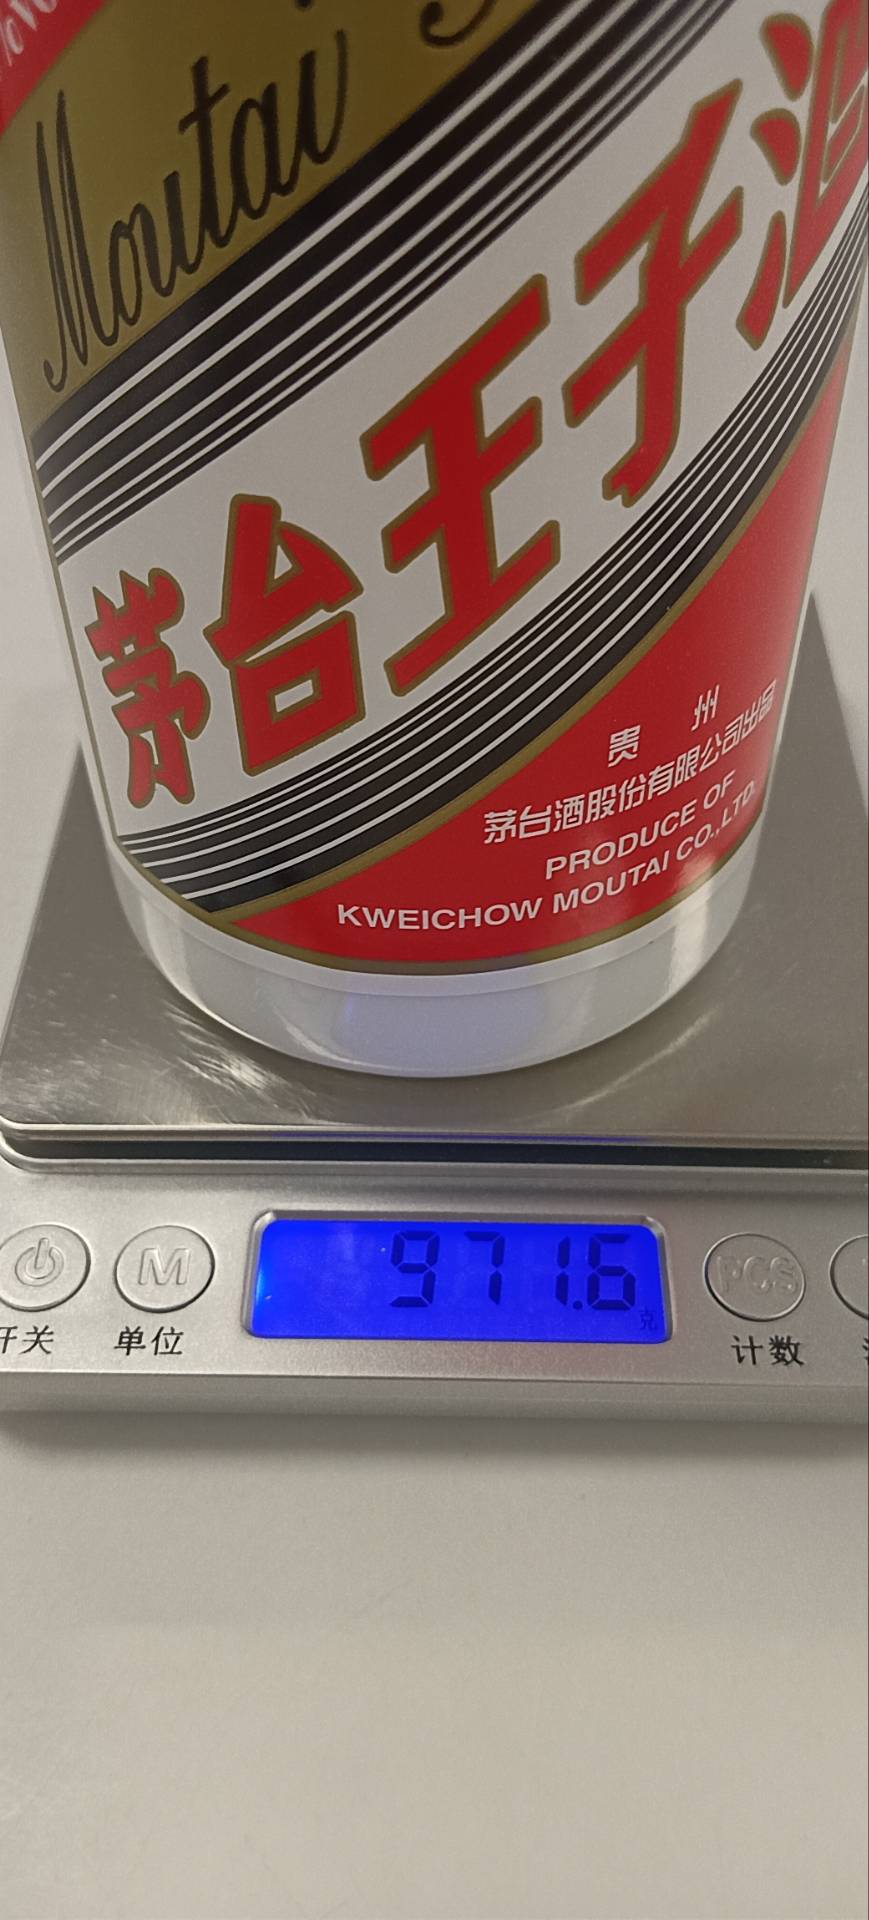 Moutai
茅台王子酒
贵 州
茅台酒股份有限公司出品
PRODUCE OF
KWEICHOW MOUTAI CO.,LTD.
971.6
克
M
PCS
开关
单位
计数